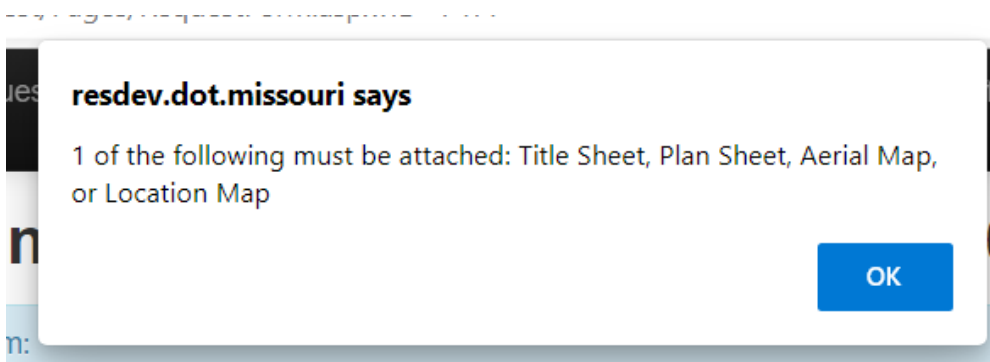 resdev.dot.missouri says
1 of the following must be attached: Title Sheet, Plan Sheet, Aerial Map,
or Location Map
OK